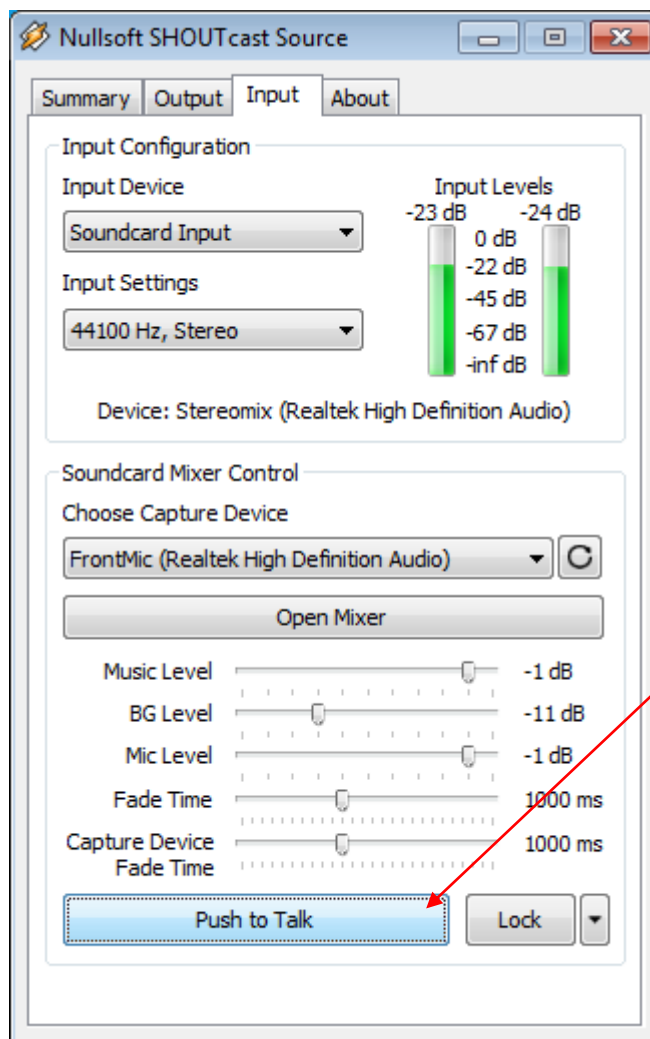 Nullsoft SHOUTcast Source
Summary Output Input About
Input Configuration
Input Device
Input Levels
-23 dB -24 dB
Soundcard Input
0 dB
-22 dB
Input Settings
-45 dB
44100 Hz, Stereo
-67 dB
-inf dB
Device: Stereomix (Realtek High Definition Audio)
Soundcard Mixer Control
Choose Capture Device
FrontMic (Realtek High Definition Audio)
Open Mixer
Music Level -1 dB
BG Level -11 dB
Mic Level -1 dB
Fade Time 1000 ms
Capture Device 1000 ms
Fade Time
Push to Talk Lock